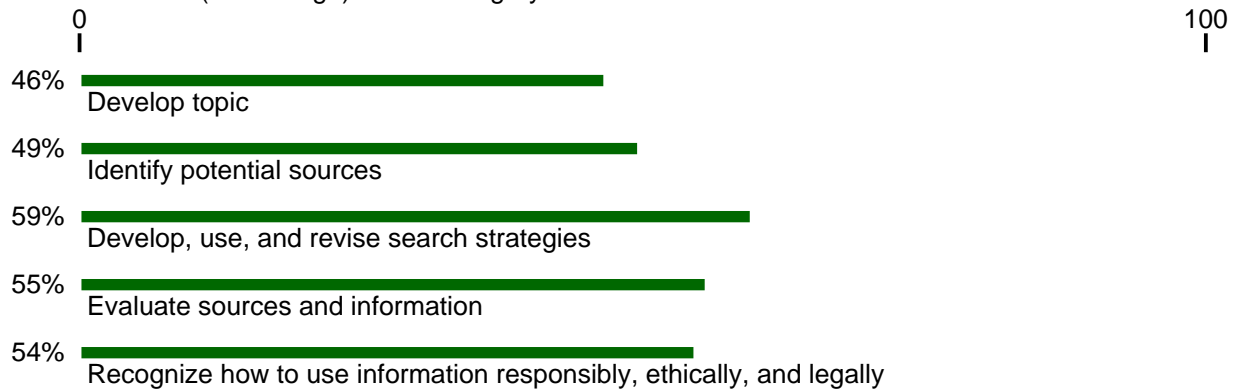 0 100
46%
Develop topic
49%
Identify potential sources
59%
Develop, use, and revise search strategies
55%
Evaluate sources and information
54%
Recognize how to use information responsibly, ethically, and legally